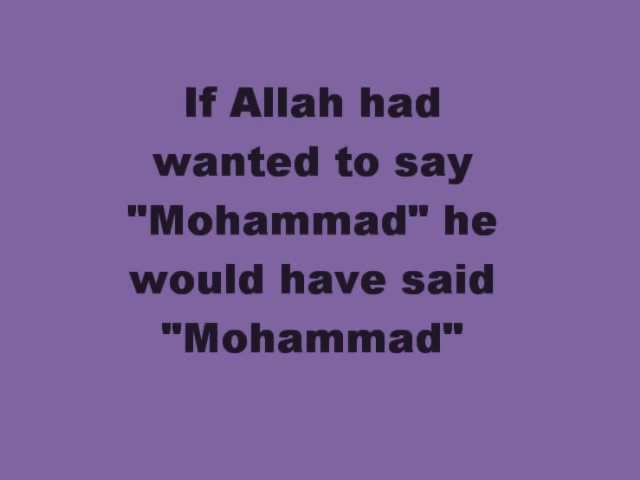 If Allah had
wanted to say
"Mohammad" he
would have said
"Mohammad"